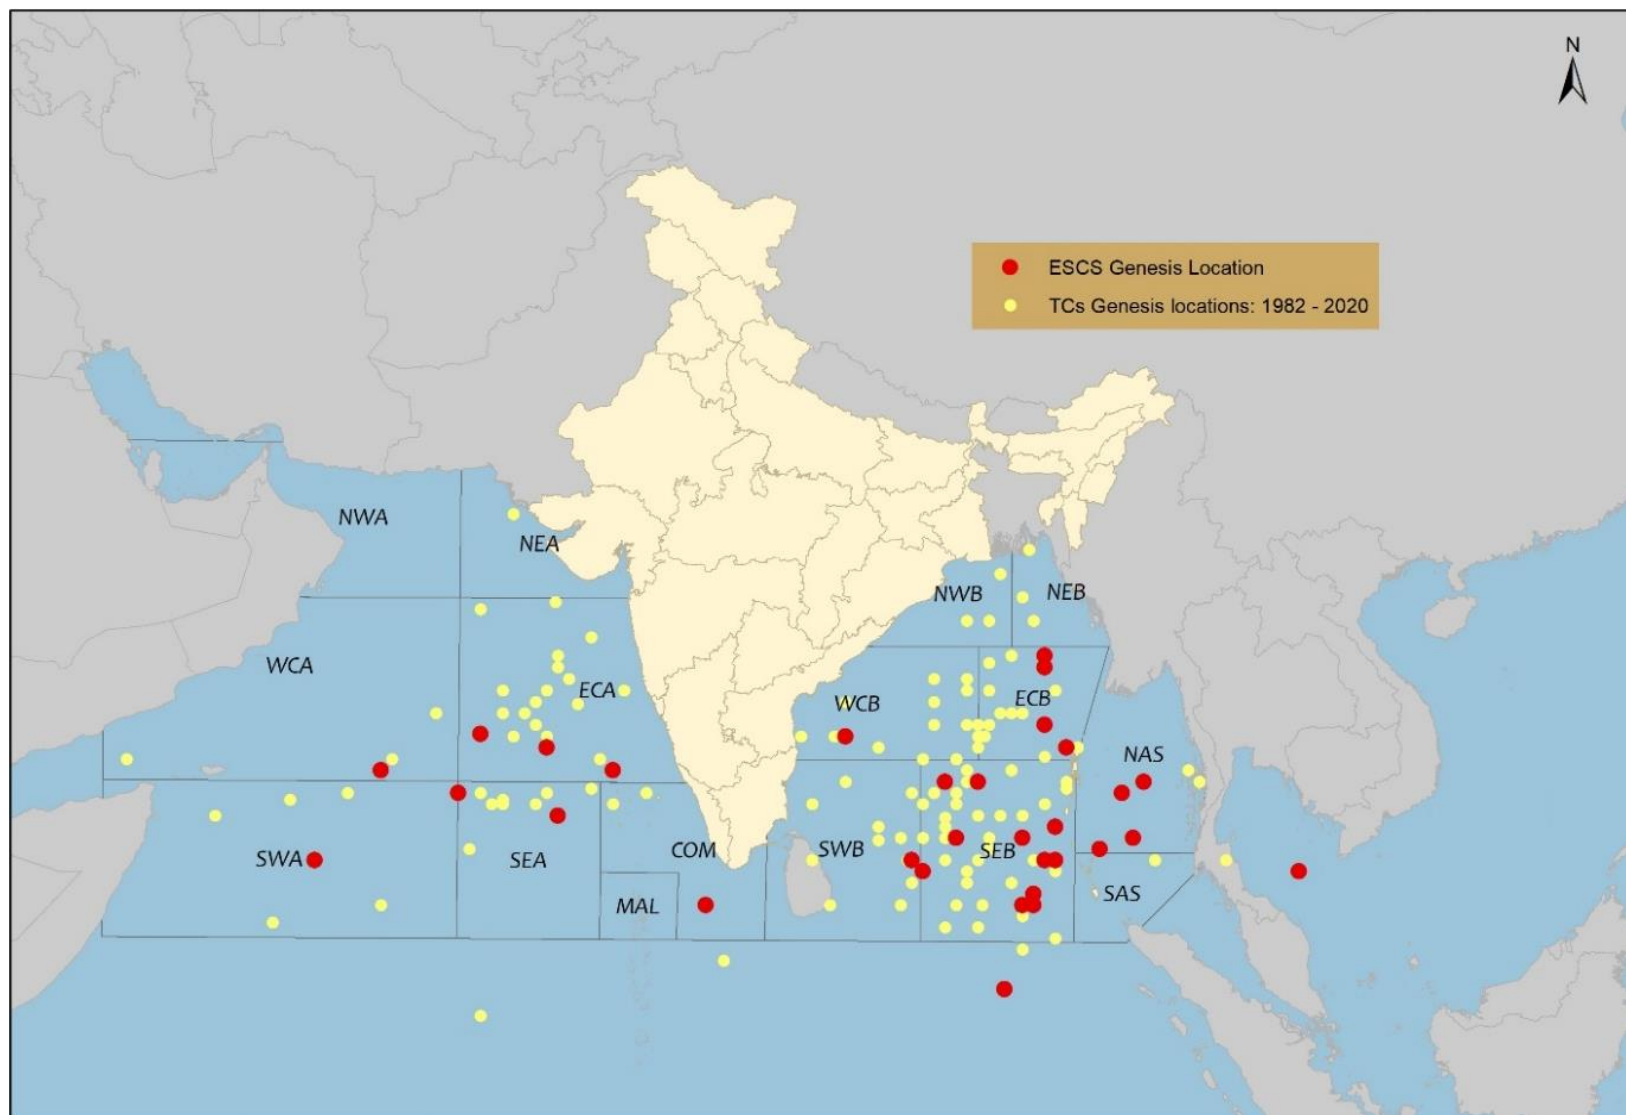 N
ESCS Genesis Location
TCs Genesis locations: 1982 - 2020
NWA
NEA
NWB
NEB
WCA
ECA
WCB
ECB
NAS
SWA
SEA
COM
SWB
SEB
SAS
MAL